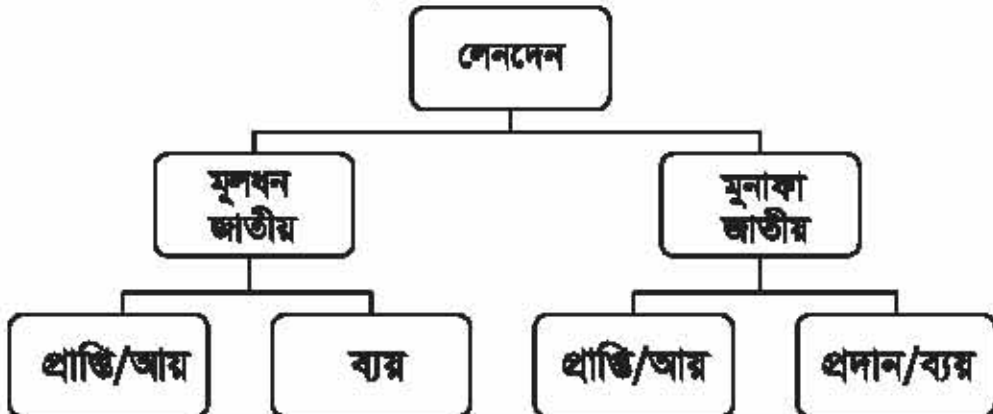 লেনদেন
মূলধন
জাতীয়
মুনাফা
জাতীয়
প্রাপ্তি/আয়
ব্যয়
প্রাপ্তি/আয়
প্রদান/ব্যয়